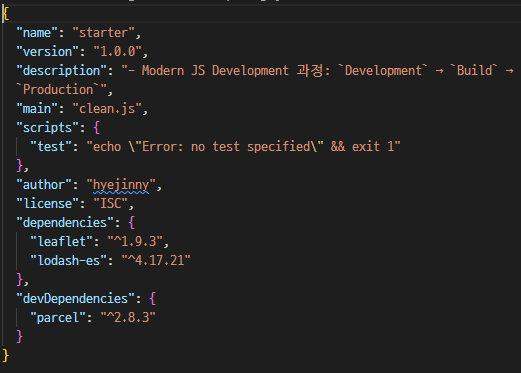 {
"name": "starter",
"version": "1.0.0",
"description": "- Modern JS Development 과정: `Development` → `Build` →
`Production`",
"main": "clean.js",
"scripts": {
"test": "echo \"Error: no test specified\" && exit 1"
},
"author": "hyejinny",
"license": "ISC",
"dependencies": {
"leaflet": "^1.9.3",
"lodash-es": "^4.17.21"
},
"devDependencies": {
"parcel": "^2.8.3"
}
}